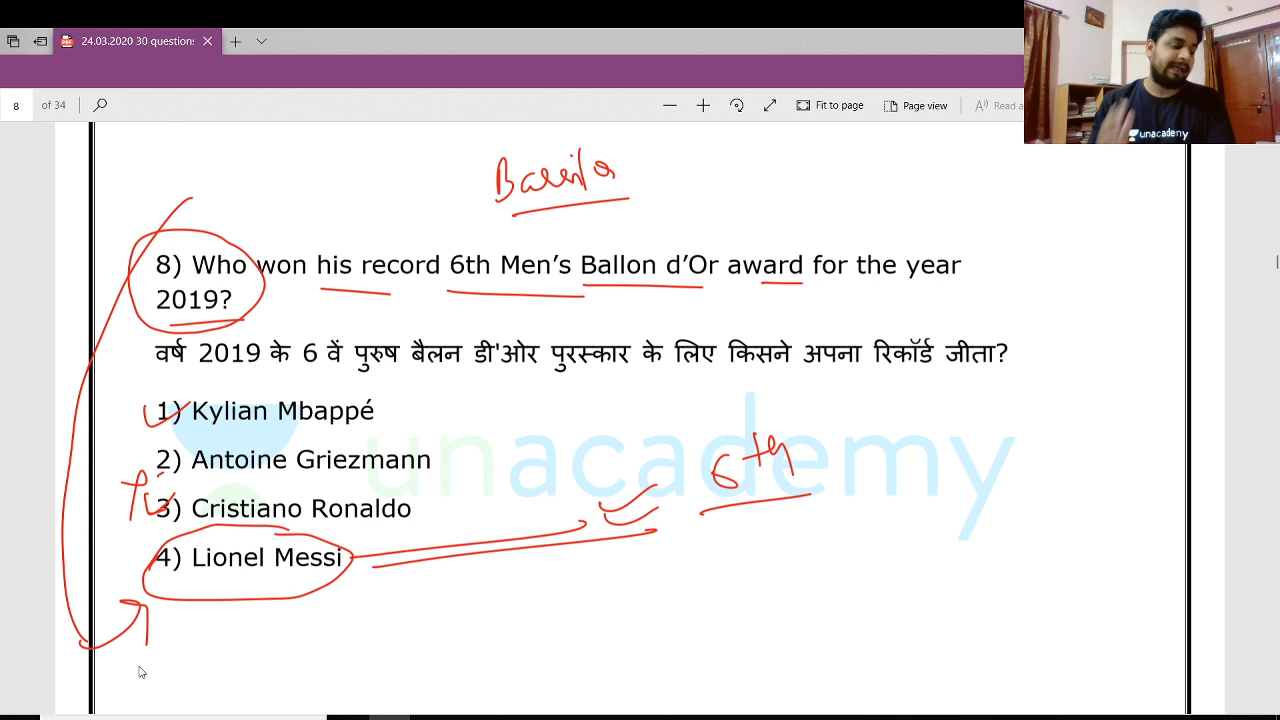 24.03.2020 30 question:
8 of 34
Fit to page
Page view
Read a
unacademy
8) Who won his record 6th Men’s Ballon d’Or award for the year
2019?
वर्ष 2019 के 6 वें पुरुष बैलन डी'ओर पुरस्कार के लिए किसने अपना रिकॉर्ड जीता?
1) Kylian Mbappé
2) Antoine Griezmann
3) Cristiano Ronaldo
4) Lionel Messi
6th
unacademy